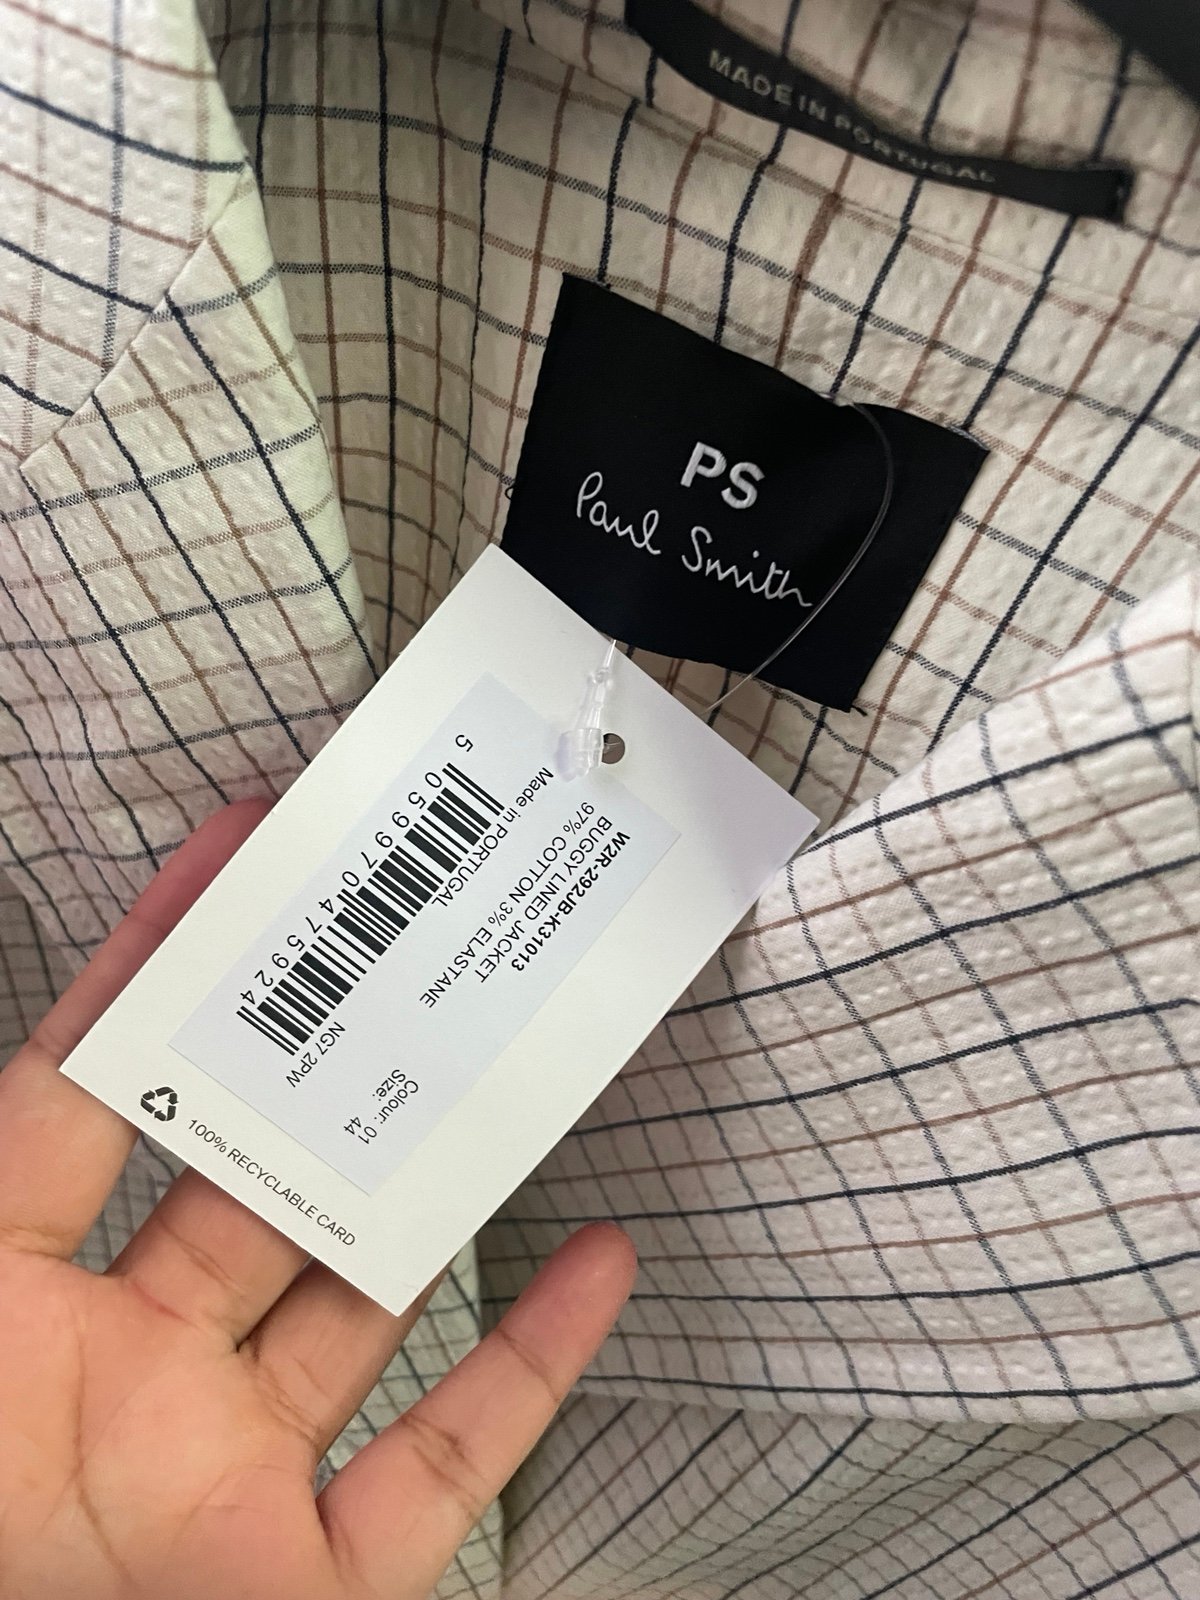 MADE IN PORTUGAL
PS
Paul Smith
W2R-292JB-K31013
BUGGY LINED JACKET
97% COTTON 3% ELASTANE
Colour: 01
Size: 44
Made in PORTUGAL
NG7 2PW
5 059970 475924
100% RECYCLABLE CARD